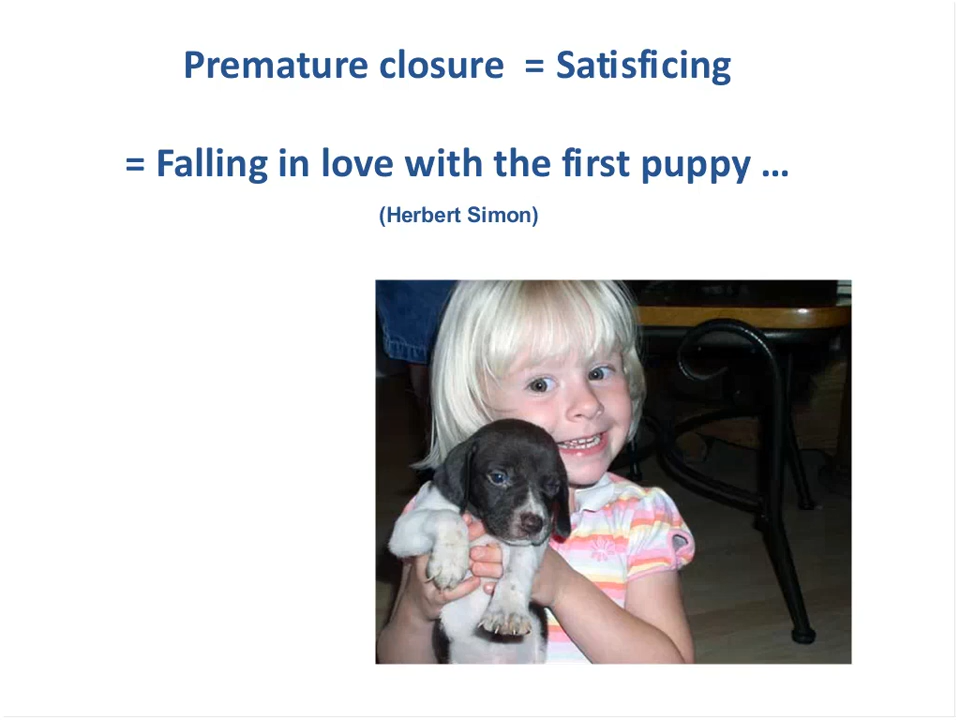 Premature closure = Satisficing
= Falling in love with the first puppy …
(Herbert Simon)